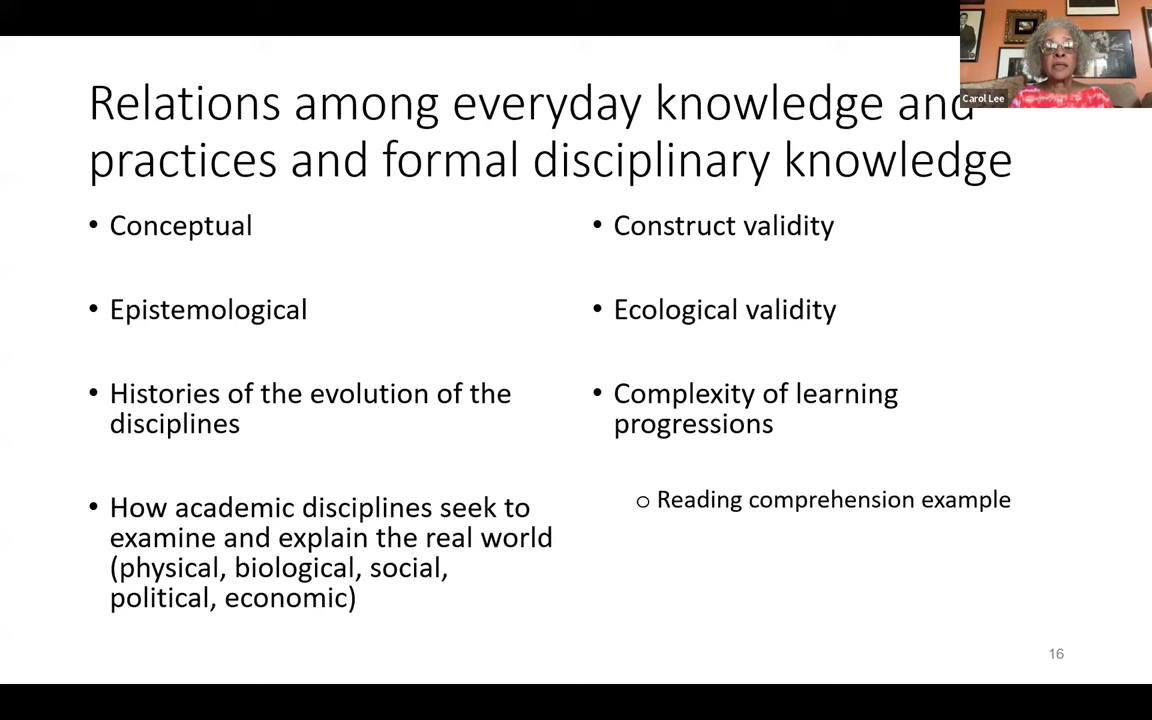 Relations among everyday knowledge and
practices and formal disciplinary knowledge
Carol Lee
• Conceptual
• Epistemological
• Histories of the evolution of the
disciplines
• How academic disciplines seek to
examine and explain the real world
(physical, biological, social,
political, economic)
• Construct validity
• Ecological validity
• Complexity of learning
progressions
o Reading comprehension example
16